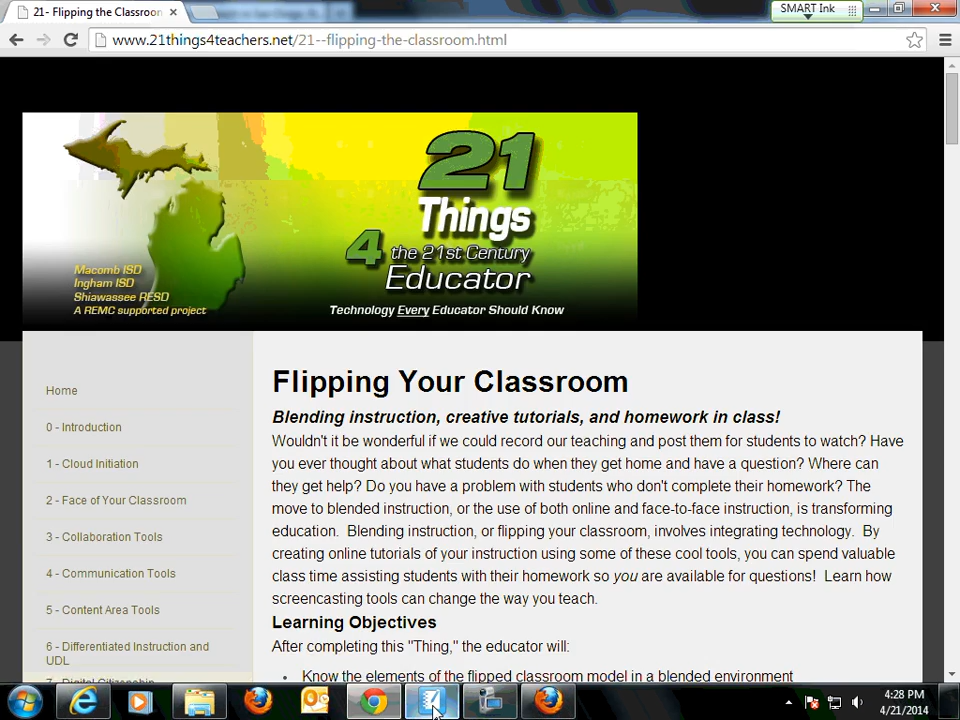 21- Flipping the Classroom
SMART Ink
www.21things4teachers.net/21--flipping-the-classroom.html
21
Things
4 the 21st Century
Educator
Macomb ISD
Ingham ISD
Shiawassee RESD
A REMC supported project
Technology Every Educator Should Know
Home
0 - Introduction
1 - Cloud Initiation
2 - Face of Your Classroom
3 - Collaboration Tools
4 - Communication Tools
5 - Content Area Tools
6 - Differentiated Instruction and
UDL
7 - Digital Citizenship
Flipping Your Classroom
Blending instruction, creative tutorials, and homework in class!
Wouldn't it be wonderful if we could record our teaching and post them for students to watch? Have
you ever thought about what students do when they get home and have a question? Where can
they get help? Do you have a problem with students who don't complete their homework? The
move to blended instruction, or the use of both online and face-to-face instruction, is transforming
education. Blending instruction, or flipping your classroom, involves integrating technology. By
creating online tutorials of your instruction using some of these cool tools, you can spend valuable
class time assisting students with their homework so you are available for questions! Learn how
screencasting tools can change the way you teach.
Learning Objectives
After completing this "Thing," the educator will:
• Know the elements of the flipped classroom model in a blended environment
4:28 PM
4/21/2014